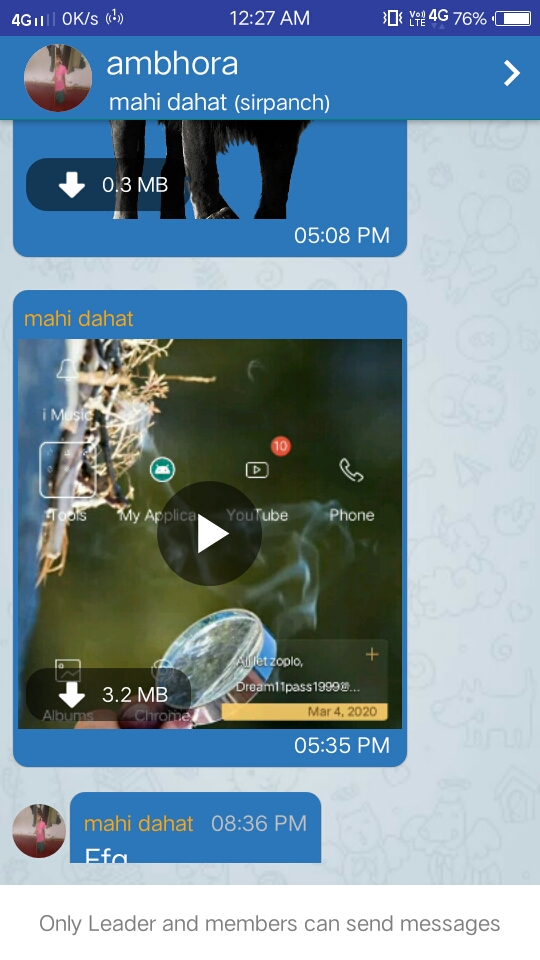 4G 0K/s (1) 12:27 AM VoLTE 4G 76%
ambhora
mahi dahat (sirpanch)
0.3 MB
05:08 PM
mahi dahat
i Music
10
Tools My Applica YouTube Phone
All let zoplo,
3.2 MB
Dream11pass1999@...
Albums Chrome
Mar 4, 2020
05:35 PM
mahi dahat 08:36 PM
Only Leader and members can send messages